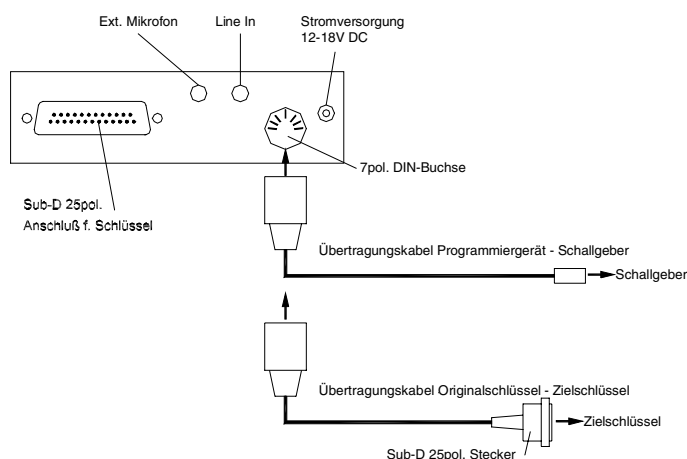 Ext. Mikrofon
Line In
Stromversorgung
12-18V DC
7pol. DIN-Buchse
Sub-D 25pol.
Anschluß f. Schlüssel
Übertragungskabel Programmiergerät - Schallgeber
Schallgeber
Übertragungskabel Originalschlüssel - Zielschlüssel
Zielschlüssel
Sub-D 25pol. Stecker